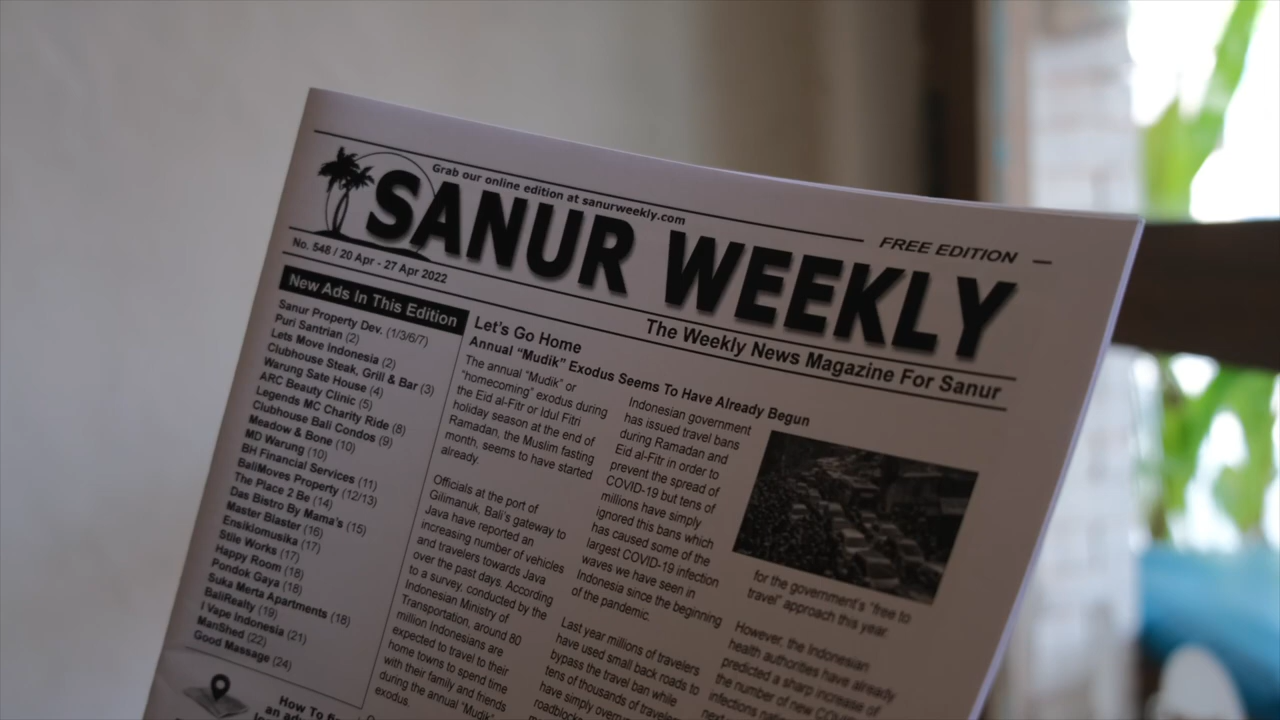 Grab our online edition at sanurweekly.com
SANUR WEEKLY
FREE EDITION
No. 548 / 20 Apr - 27 Apr 2022
The Weekly News Magazine For Sanur
New Ads In This Edition
Sanur Property Dev. (1/3/6/7)
Puri Santrian (2)
Lets Move Indonesia (2)
Clubhouse Steak, Grill & Bar (3)
Warung Sate House (4)
ARC Beauty Clinic (5)
Legends MC Charity Ride (8)
Clubhouse Bali Condos (9)
Meadow & Bone (10)
MD Warung (10)
BH Financial Services (11)
BaliMoves Property (12/13)
The Place 2 Be (14)
Das Bistro By Mama's (15)
Master Blaster (16)
Ensiklomusika (17)
Stile Works (17)
Happy Room (18)
Pondok Gaya (18)
Suka Merta Apartments (18)
BaliRealty (19)
I Vape Indonesia (21)
ManShed (22)
Good Massage (24)
How To
an ad
Let's Go Home
Annual "Mudik" Exodus Seems To Have Already Begun
The annual "Mudik" or
"homecoming" exodus during
the Eid al-Fitr or Idul Fitri
holiday season at the end of
Ramadan, the Muslim fasting
month, seems to have started
already.
Officials at the port of
Gilimanuk, Bali's gateway to
Java have reported an
increasing number of vehicles
and travelers towards Java
over the past days. According
to a survey, conducted by the
Indonesian Ministry of
Transportation, around 80
million Indonesians are
expected to travel to their
home towns to spend time
with their family and friends
during the annual "Mudik"
exodus.
Indonesian government
has issued travel bans
during Ramadan and
Eid al-Fitr in order to
prevent the spread of
COVID-19 but tens of
millions have simply
ignored this bans which
has caused some of the
largest COVID-19 infection
waves we have seen in
Indonesia since the beginning
of the pandemic.
Last year millions of travelers
have used small back roads to
bypass the travel ban while
tens of thousands of travelers
have simply overrun
for the government's "free to
travel" approach this year.
However, the Indonesian
health authorities have already
predicted a sharp increase of
the number of new COVID
infections